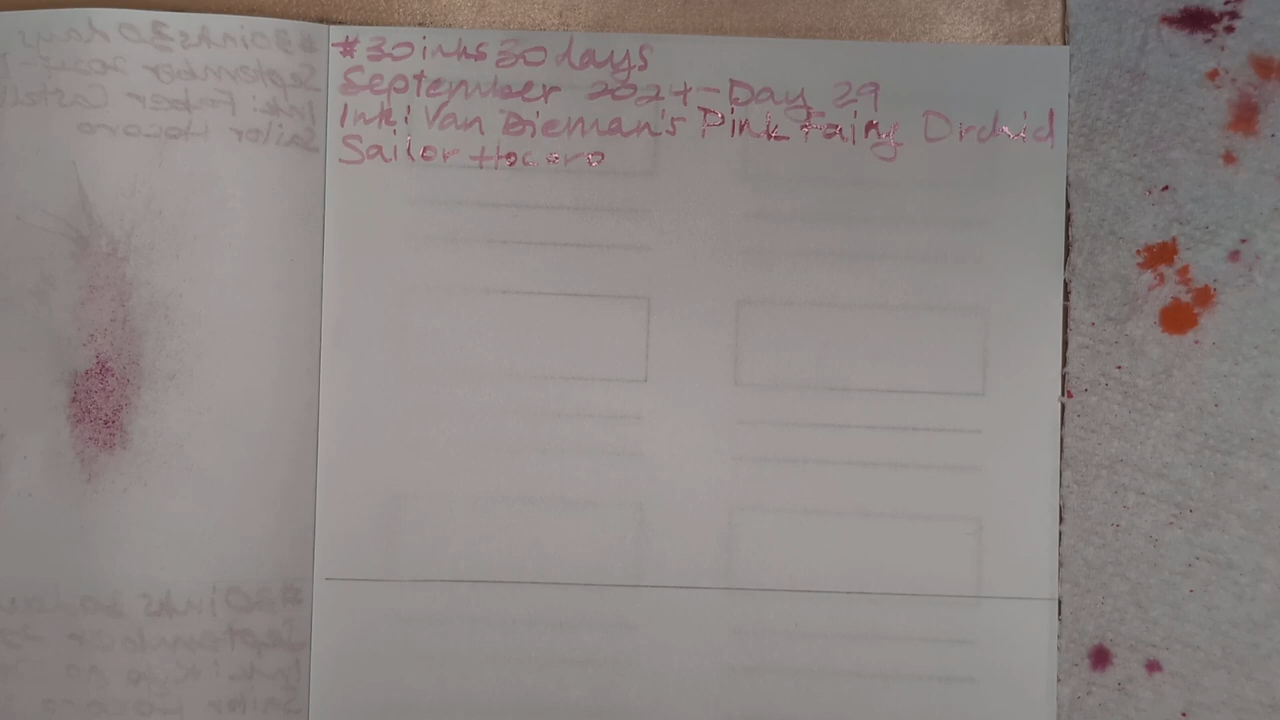 #30inks30days
September 2024-Day 29
Ink: Van Dieman's Pink Fairy Orchid
Sailor Hocoro